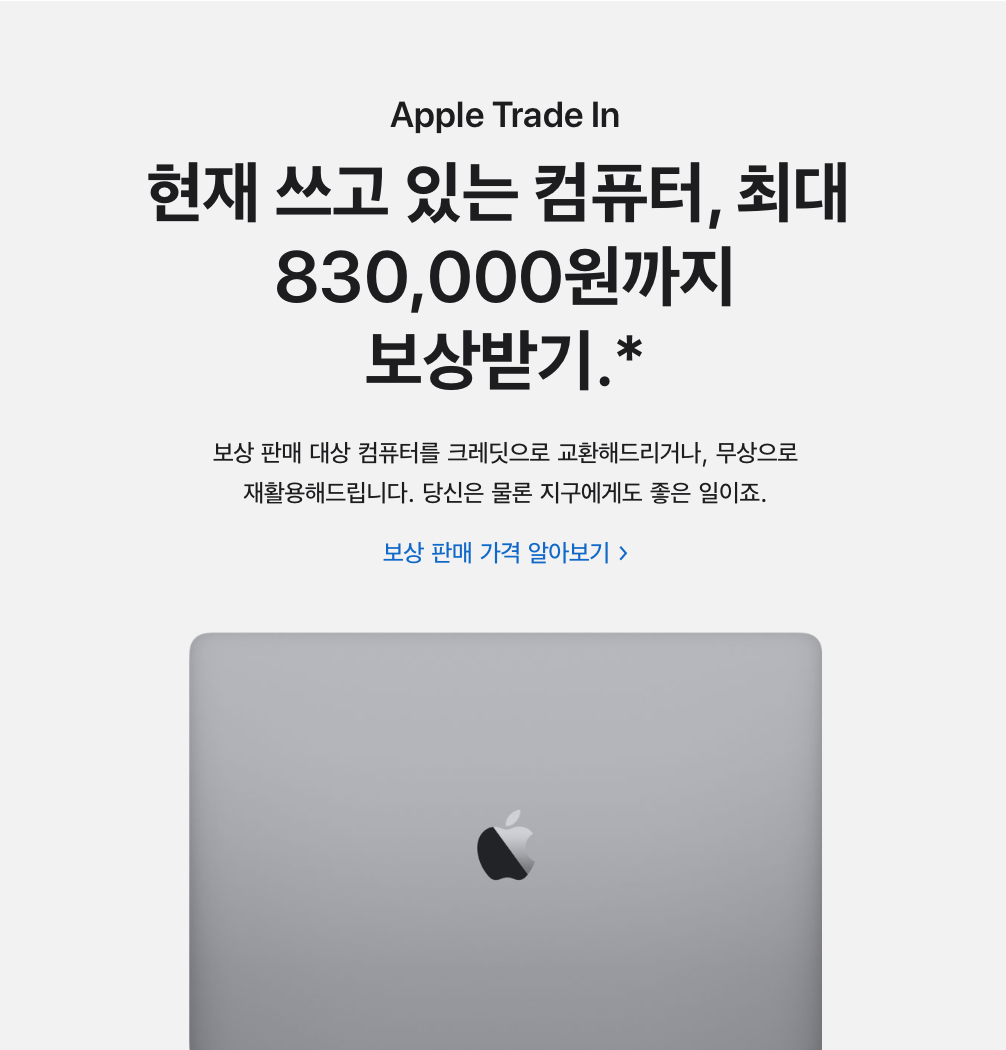 Apple Trade In
현재 쓰고 있는 컴퓨터, 최대
830,000원까지
보상받기.*
보상 판매 대상 컴퓨터를 크레딧으로 교환해드리거나, 무상으로
재활용해드립니다. 당신은 물론 지구에게도 좋은 일이죠.
보상 판매 가격 알아보기 >